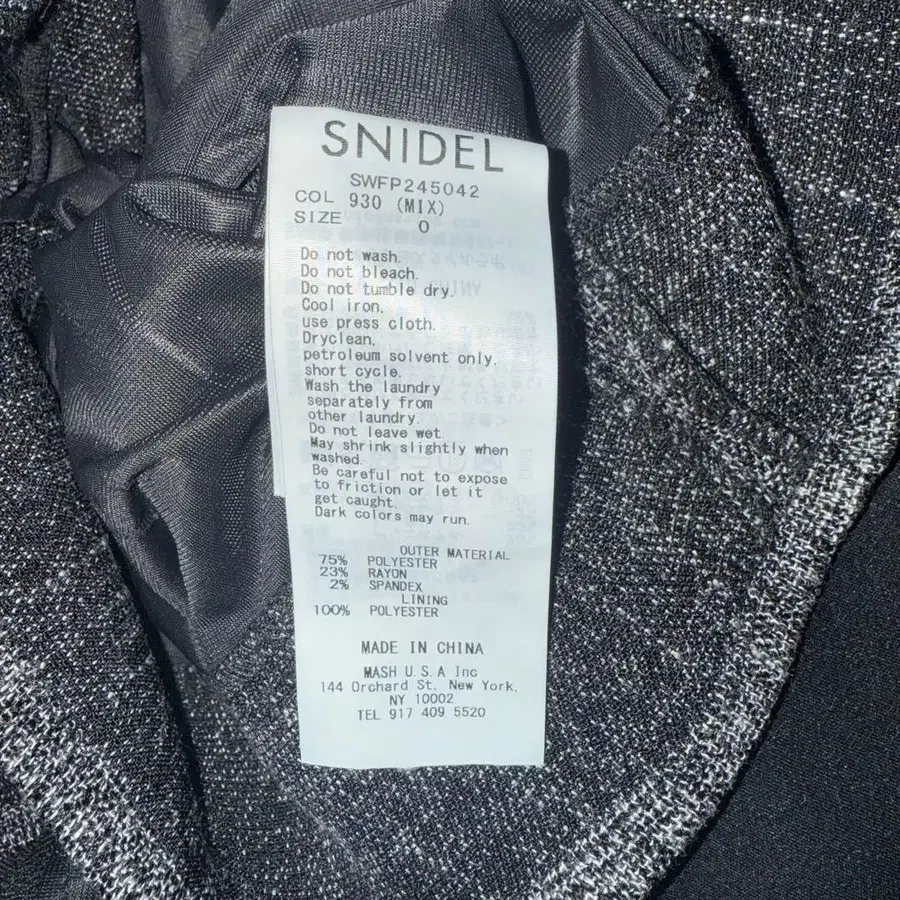 SNIDEL
SWFP245042
COL 930 (MIX)
SIZE 0
Do not wash.
Do not bleach.
Do not tumble dry.
Cool iron,
use press cloth.
Dryclean,
petroleum solvent only,
short cycle.
Wash the laundry
separately from
other laundry.
Do not leave wet.
May shrink slightly when
washed.
Be careful not to expose
to friction or let it
get caught.
Dark colors may run.
OUTER MATERIAL
75% POLYESTER
23% RAYON
2% SPANDEX
LINING
100% POLYESTER
MADE IN CHINA
MASH U.S.A Inc
144 Orchard St. New York,
NY 10002
TEL 917 409 5520